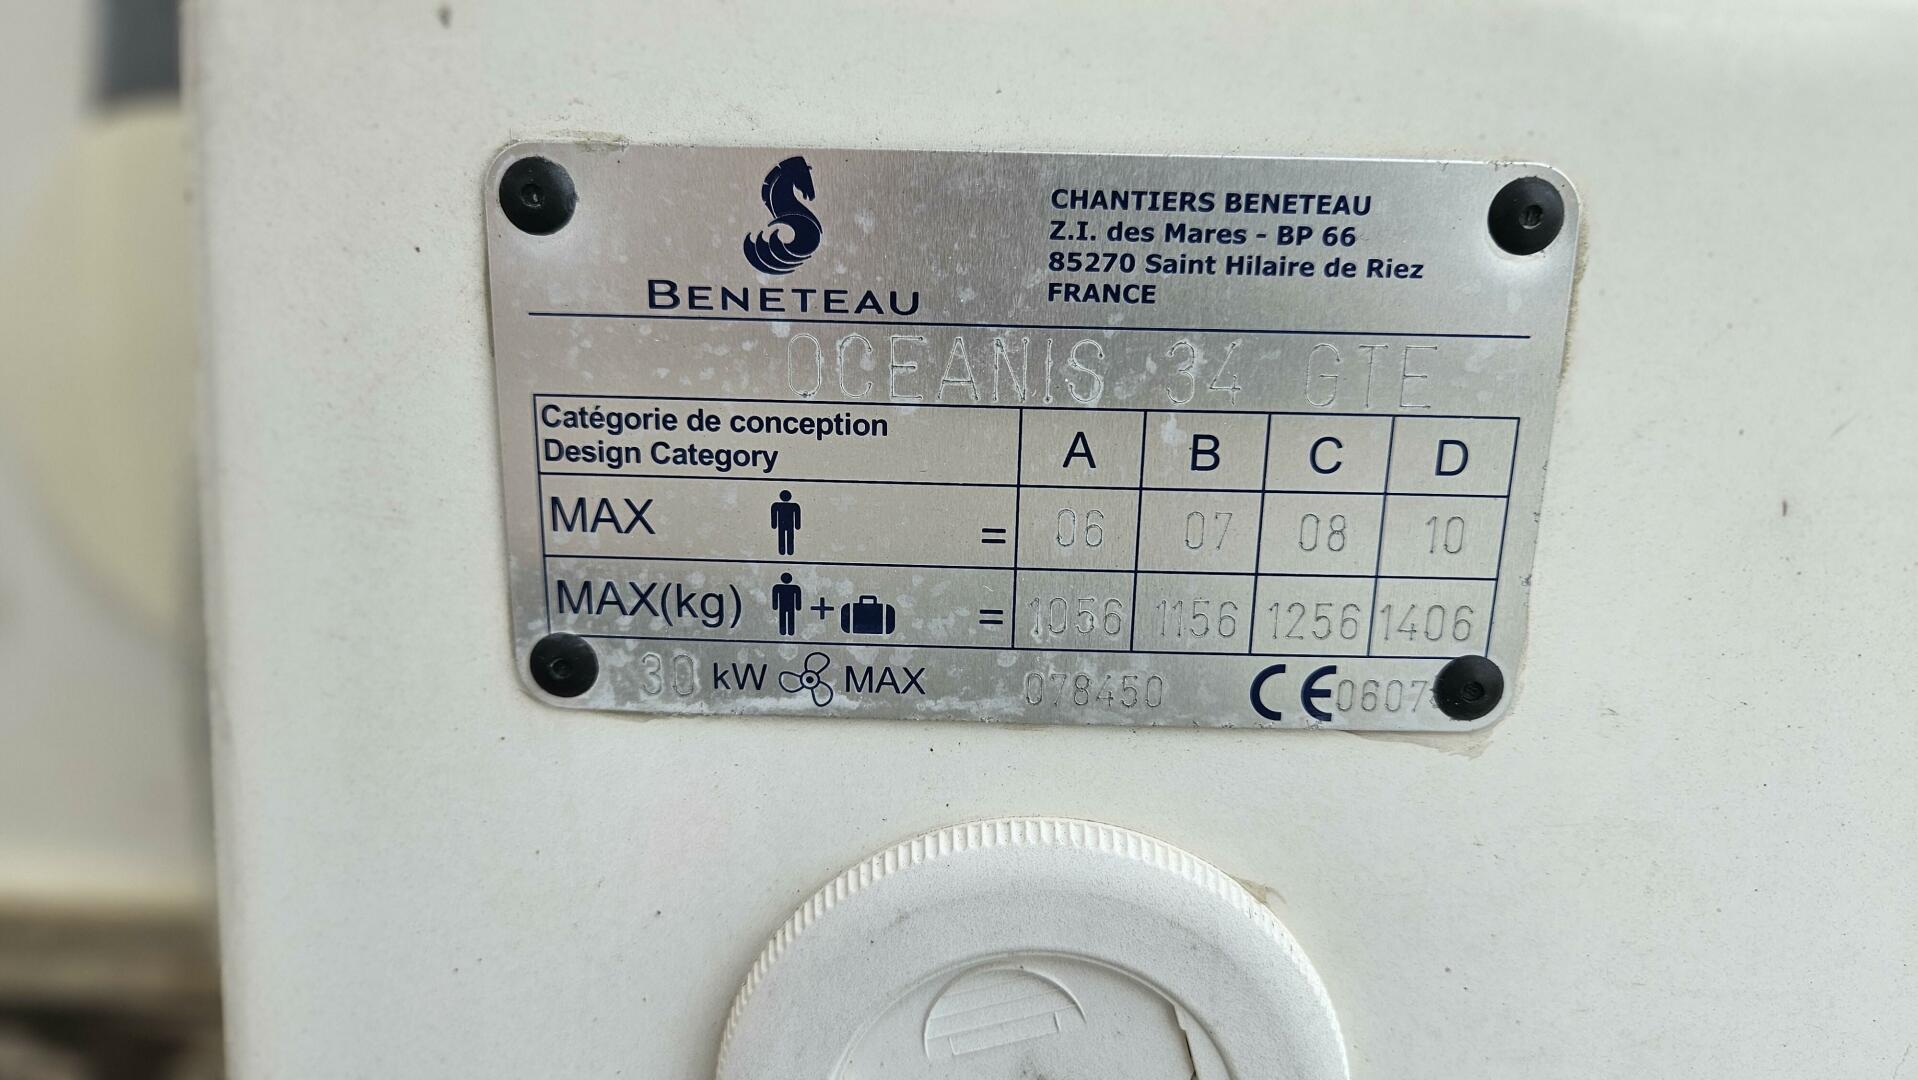 BENETEAU
CHANTIERS BENETEAU
Z.I. des Mares - BP 66
85270 Saint Hilaire de Riez
FRANCE
OCEANIS 34 GTE
Catégorie de conception
Design Category
A B C D
MAX = 06 07 08 10
MAX(kg) + = 1056 1156 1256 1406
30 kW MAX 078450 CE 0607